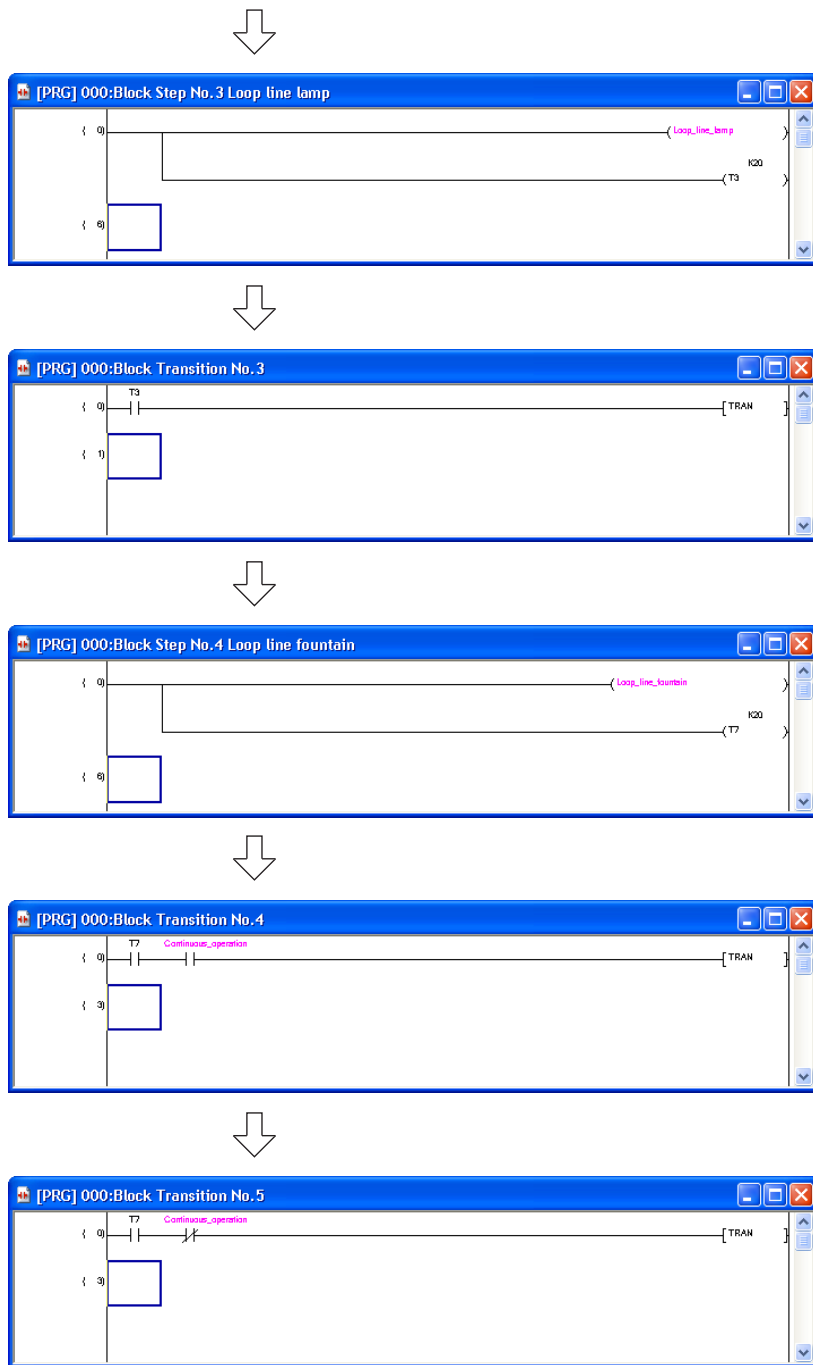 [PRG] 000:Block Step No.3 Loop line lamp
( 0) Loop_line_lamp
K20
T3
( 6)
[PRG] 000:Block Transition No.3
T3
( 0) TRAN
( 1)
[PRG] 000:Block Step No.4 Loop line fountain
( 0) Loop_line_fountain
K20
T7
( 6)
[PRG] 000:Block Transition No.4
T7 Continuous_operation
( 0) TRAN
( 3)
[PRG] 000:Block Transition No.5
T7 Continuous_operation
( 0) TRAN
( 3)